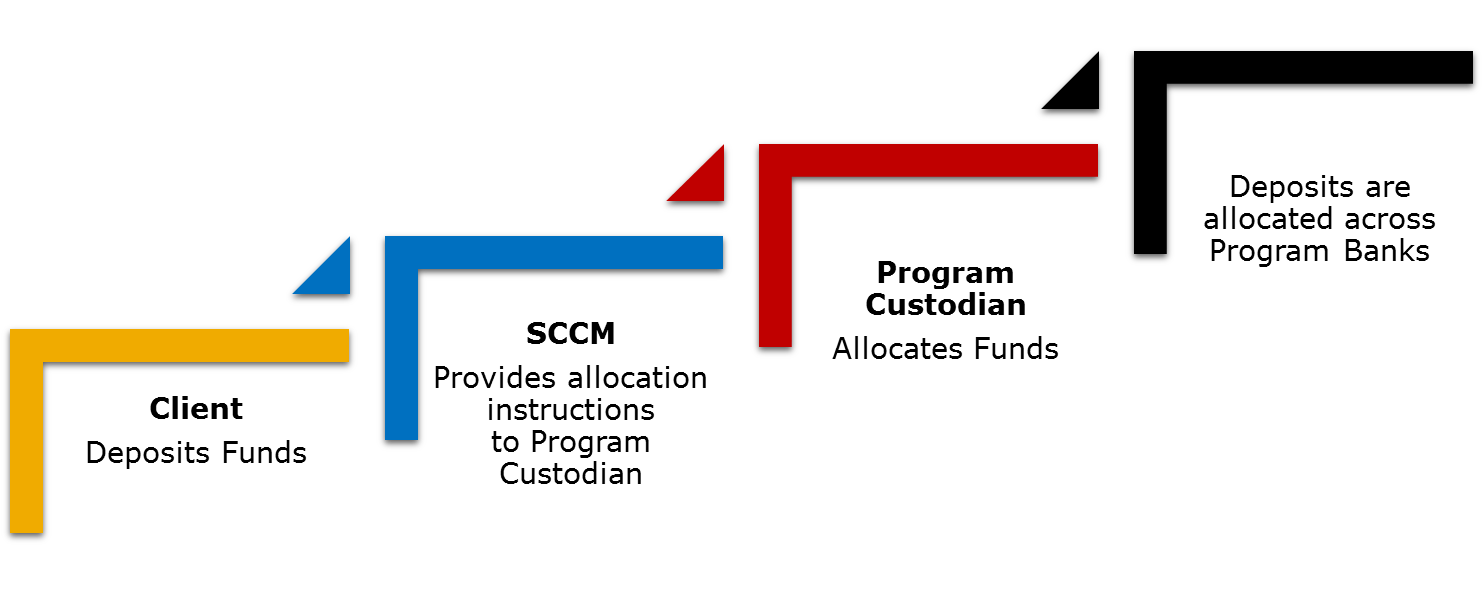 Client
Deposits Funds
SCCM
Provides allocation
instructions
to Program
Custodian
Program
Custodian
Allocates Funds
Deposits are
allocated across
Program Banks